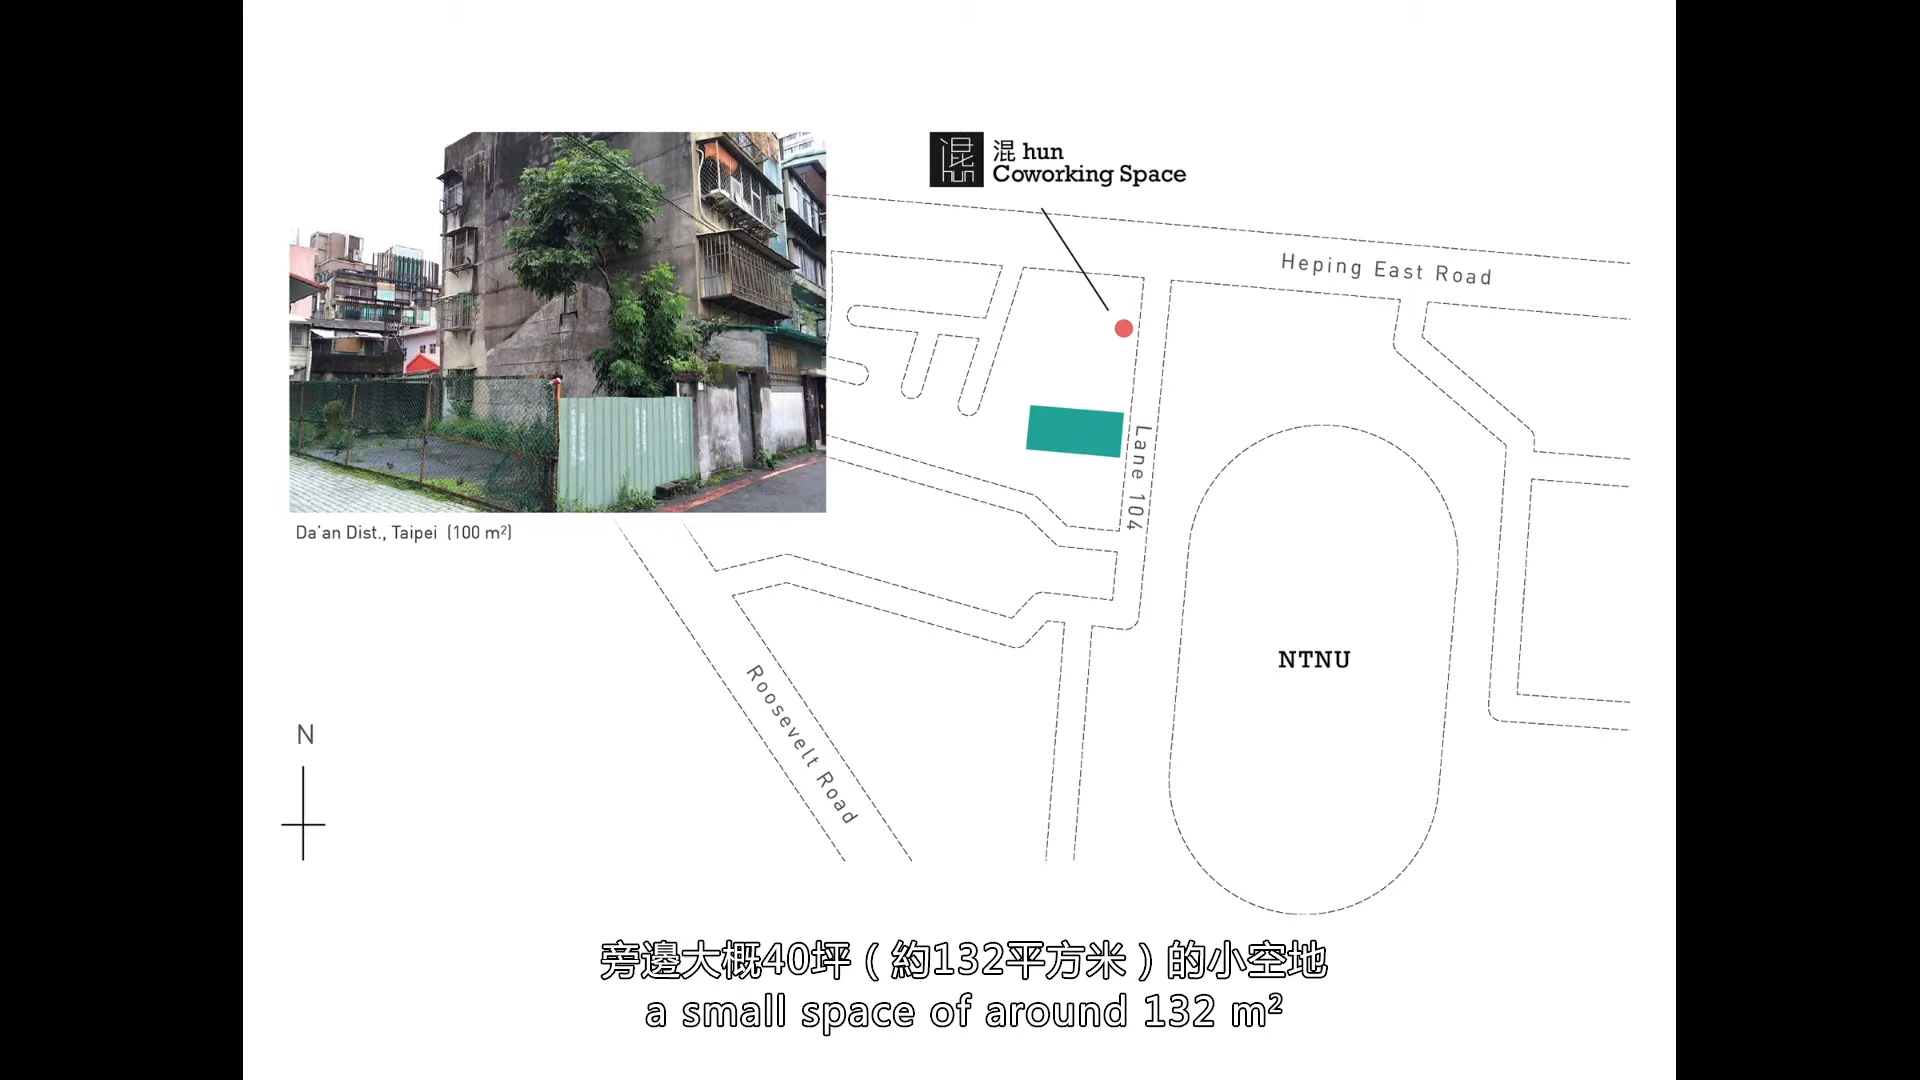 混 hun
混 hun
Coworking Space
Heping East Road
Lane 104
Da'an Dist., Taipei (100 m²)
Roosevelt Road
NTNU
N
旁邊大概40坪（約132平方米）的小空地
a small space of around 132 m²